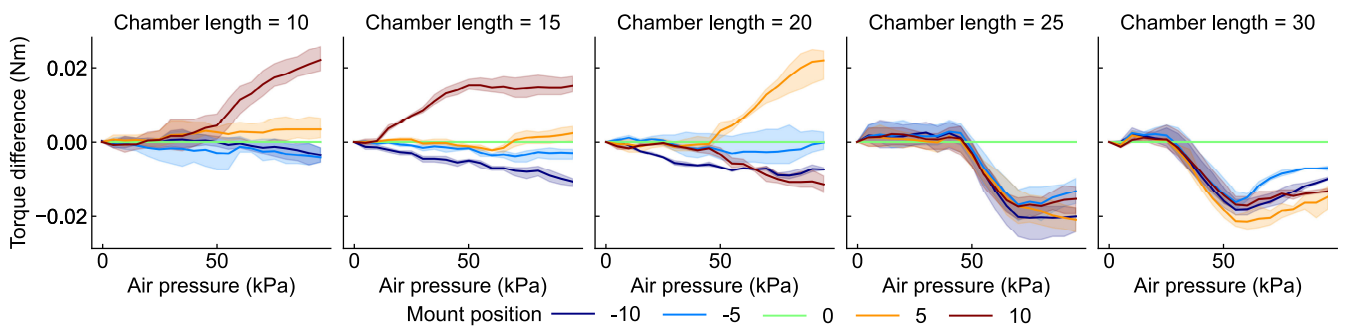 Chamber length = 10 Chamber length = 15 Chamber length = 20 Chamber length = 25 Chamber length = 30
Torque difference (Nm)
0.02
0.00
−0.02
0 50 0 50 0 50 0 50 0 50
Air pressure (kPa) Air pressure (kPa) Air pressure (kPa) Air pressure (kPa) Air pressure (kPa)
Mount position -10 -5 0 5 10